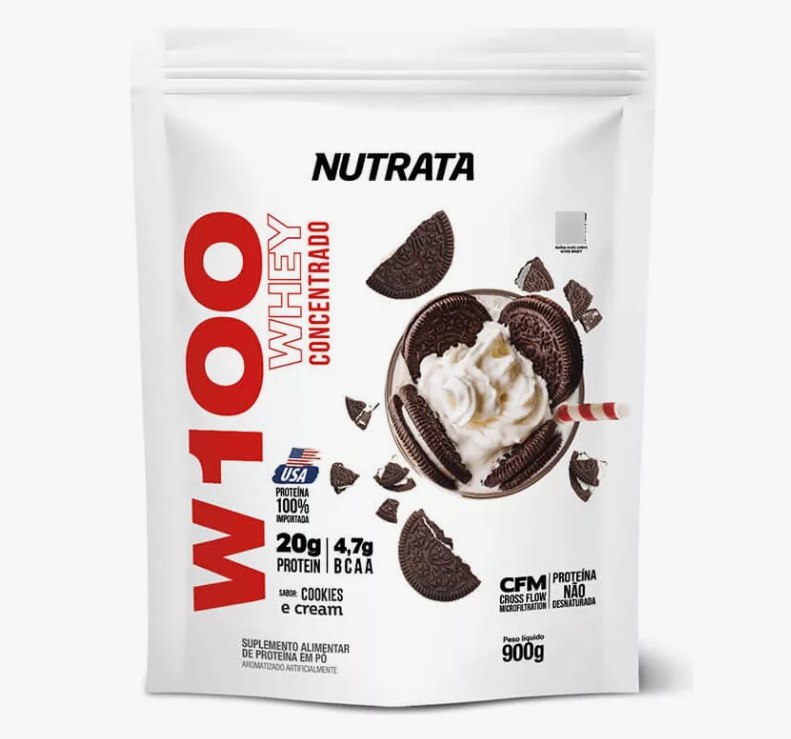 NUTRATA
W100
WHEY
CONCENTRADO
USA
PROTEÍNA
100%
IMPORTADA
20g
PROTEIN
4,7g
BCAA
SABOR: COOKIES
e cream
CFM
CROSS FLOW
MICROFILTRATION
PROTEÍNA
NÃO
DESNATURADA
SUPLEMENTO ALIMENTAR
DE PROTEÍNA EM PÓ
AROMATIZADO ARTIFICIALMENTE
Peso líquido
900g